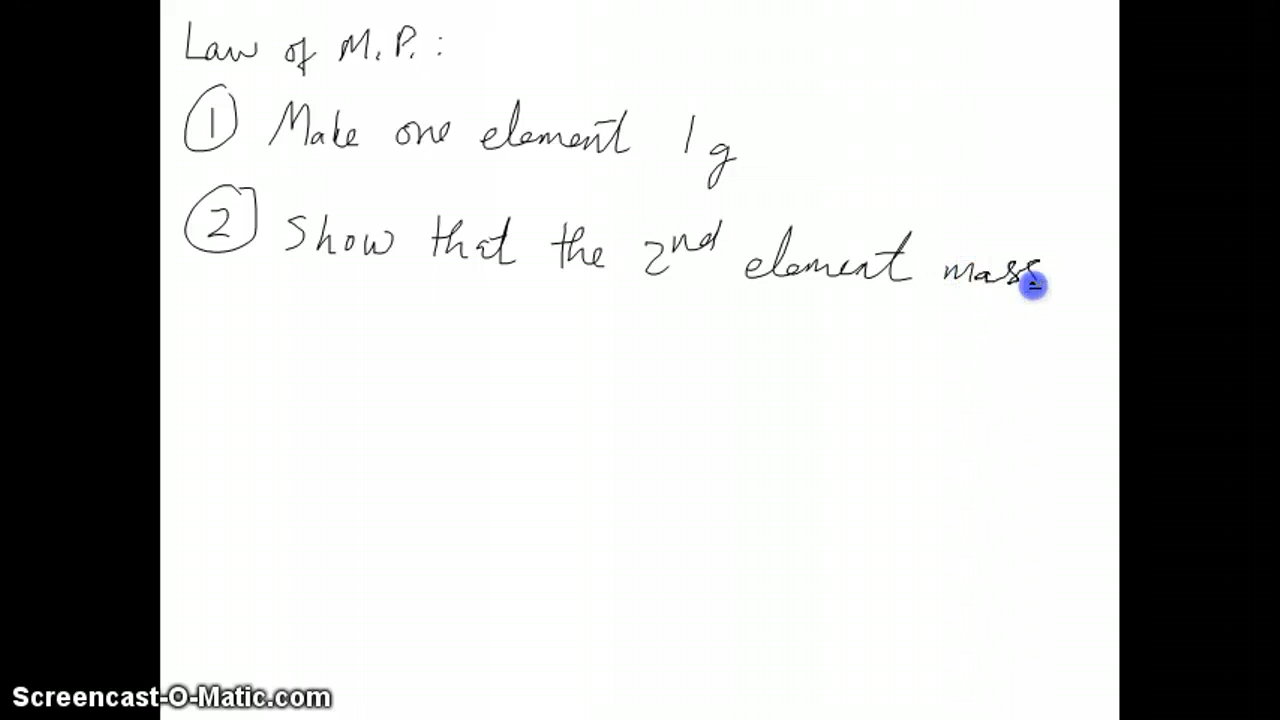 Law of M.P.:
① Make one element 1g
② Show that the 2nd element mass
Screencast-O-Matic.com